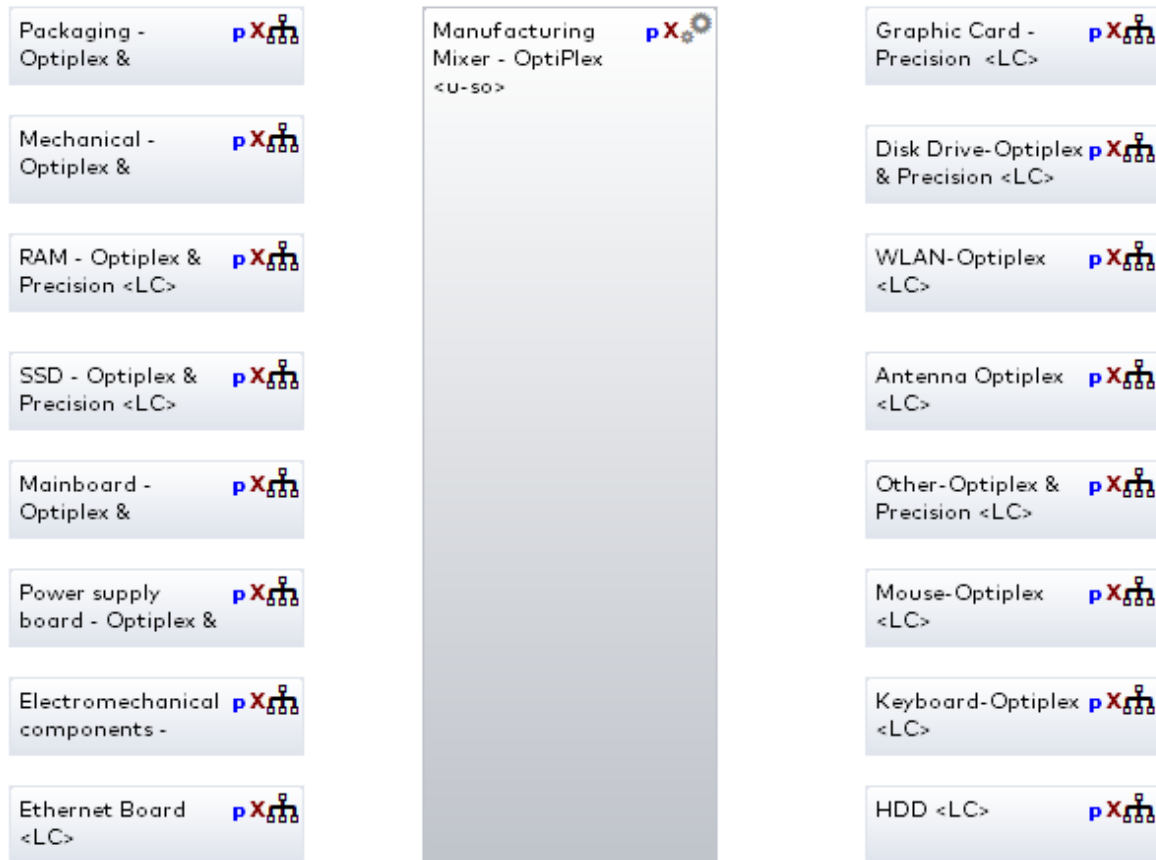 Packaging -
Optiplex &
p X
Mechanical -
Optiplex &
p X
RAM - Optiplex &
Precision <LC>
p X
SSD - Optiplex &
Precision <LC>
p X
Mainboard -
Optiplex &
p X
Power supply
board - Optiplex &
p X
Electromechanical
components -
p X
Ethernet Board
<LC>
p X
Manufacturing
Mixer - OptiPlex
<u-so>
p X
Graphic Card -
Precision <LC>
p X
Disk Drive-Optiplex
& Precision <LC>
p X
WLAN-Optiplex
<LC>
p X
Antenna Optiplex
<LC>
p X
Other-Optiplex &
Precision <LC>
p X
Mouse-Optiplex
<LC>
p X
Keyboard-Optiplex
<LC>
p X
HDD <LC>
p X